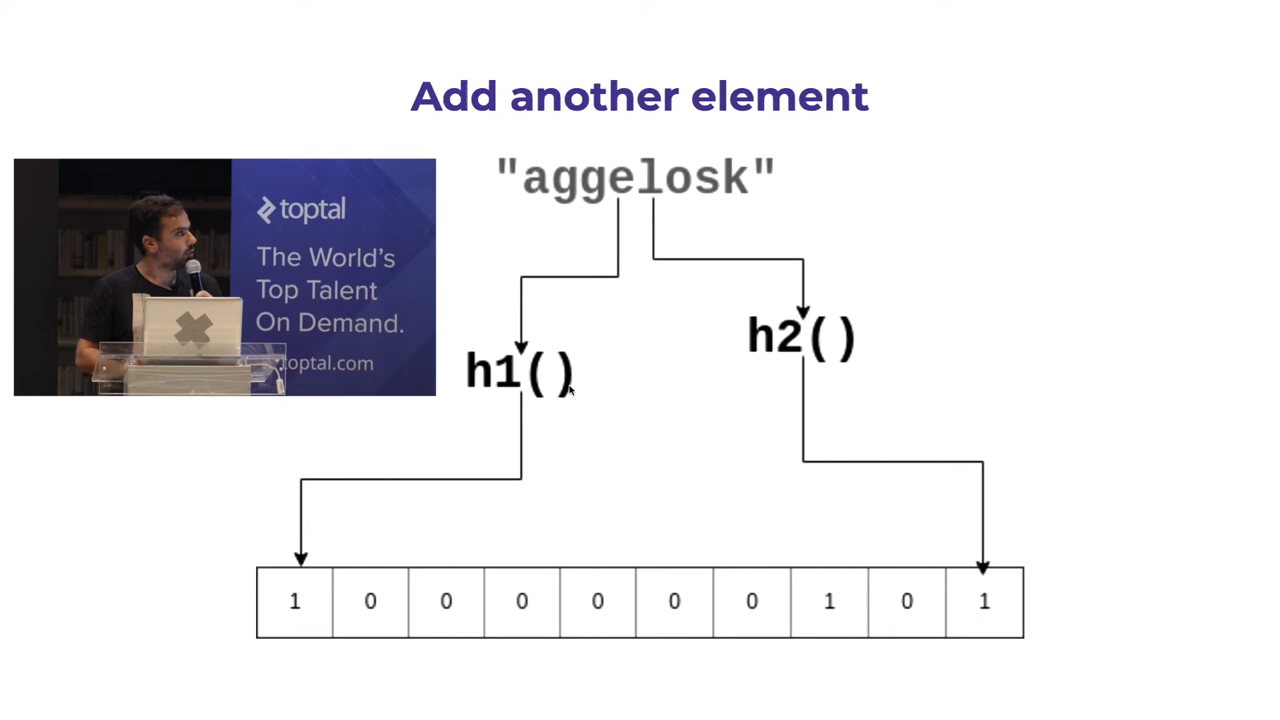 Add another element
"aggelosk"
toptal
The World's
Top Talent
On Demand.
toptal.com
h1()
h2()
1 0 0 0 0 0 0 1 0 1